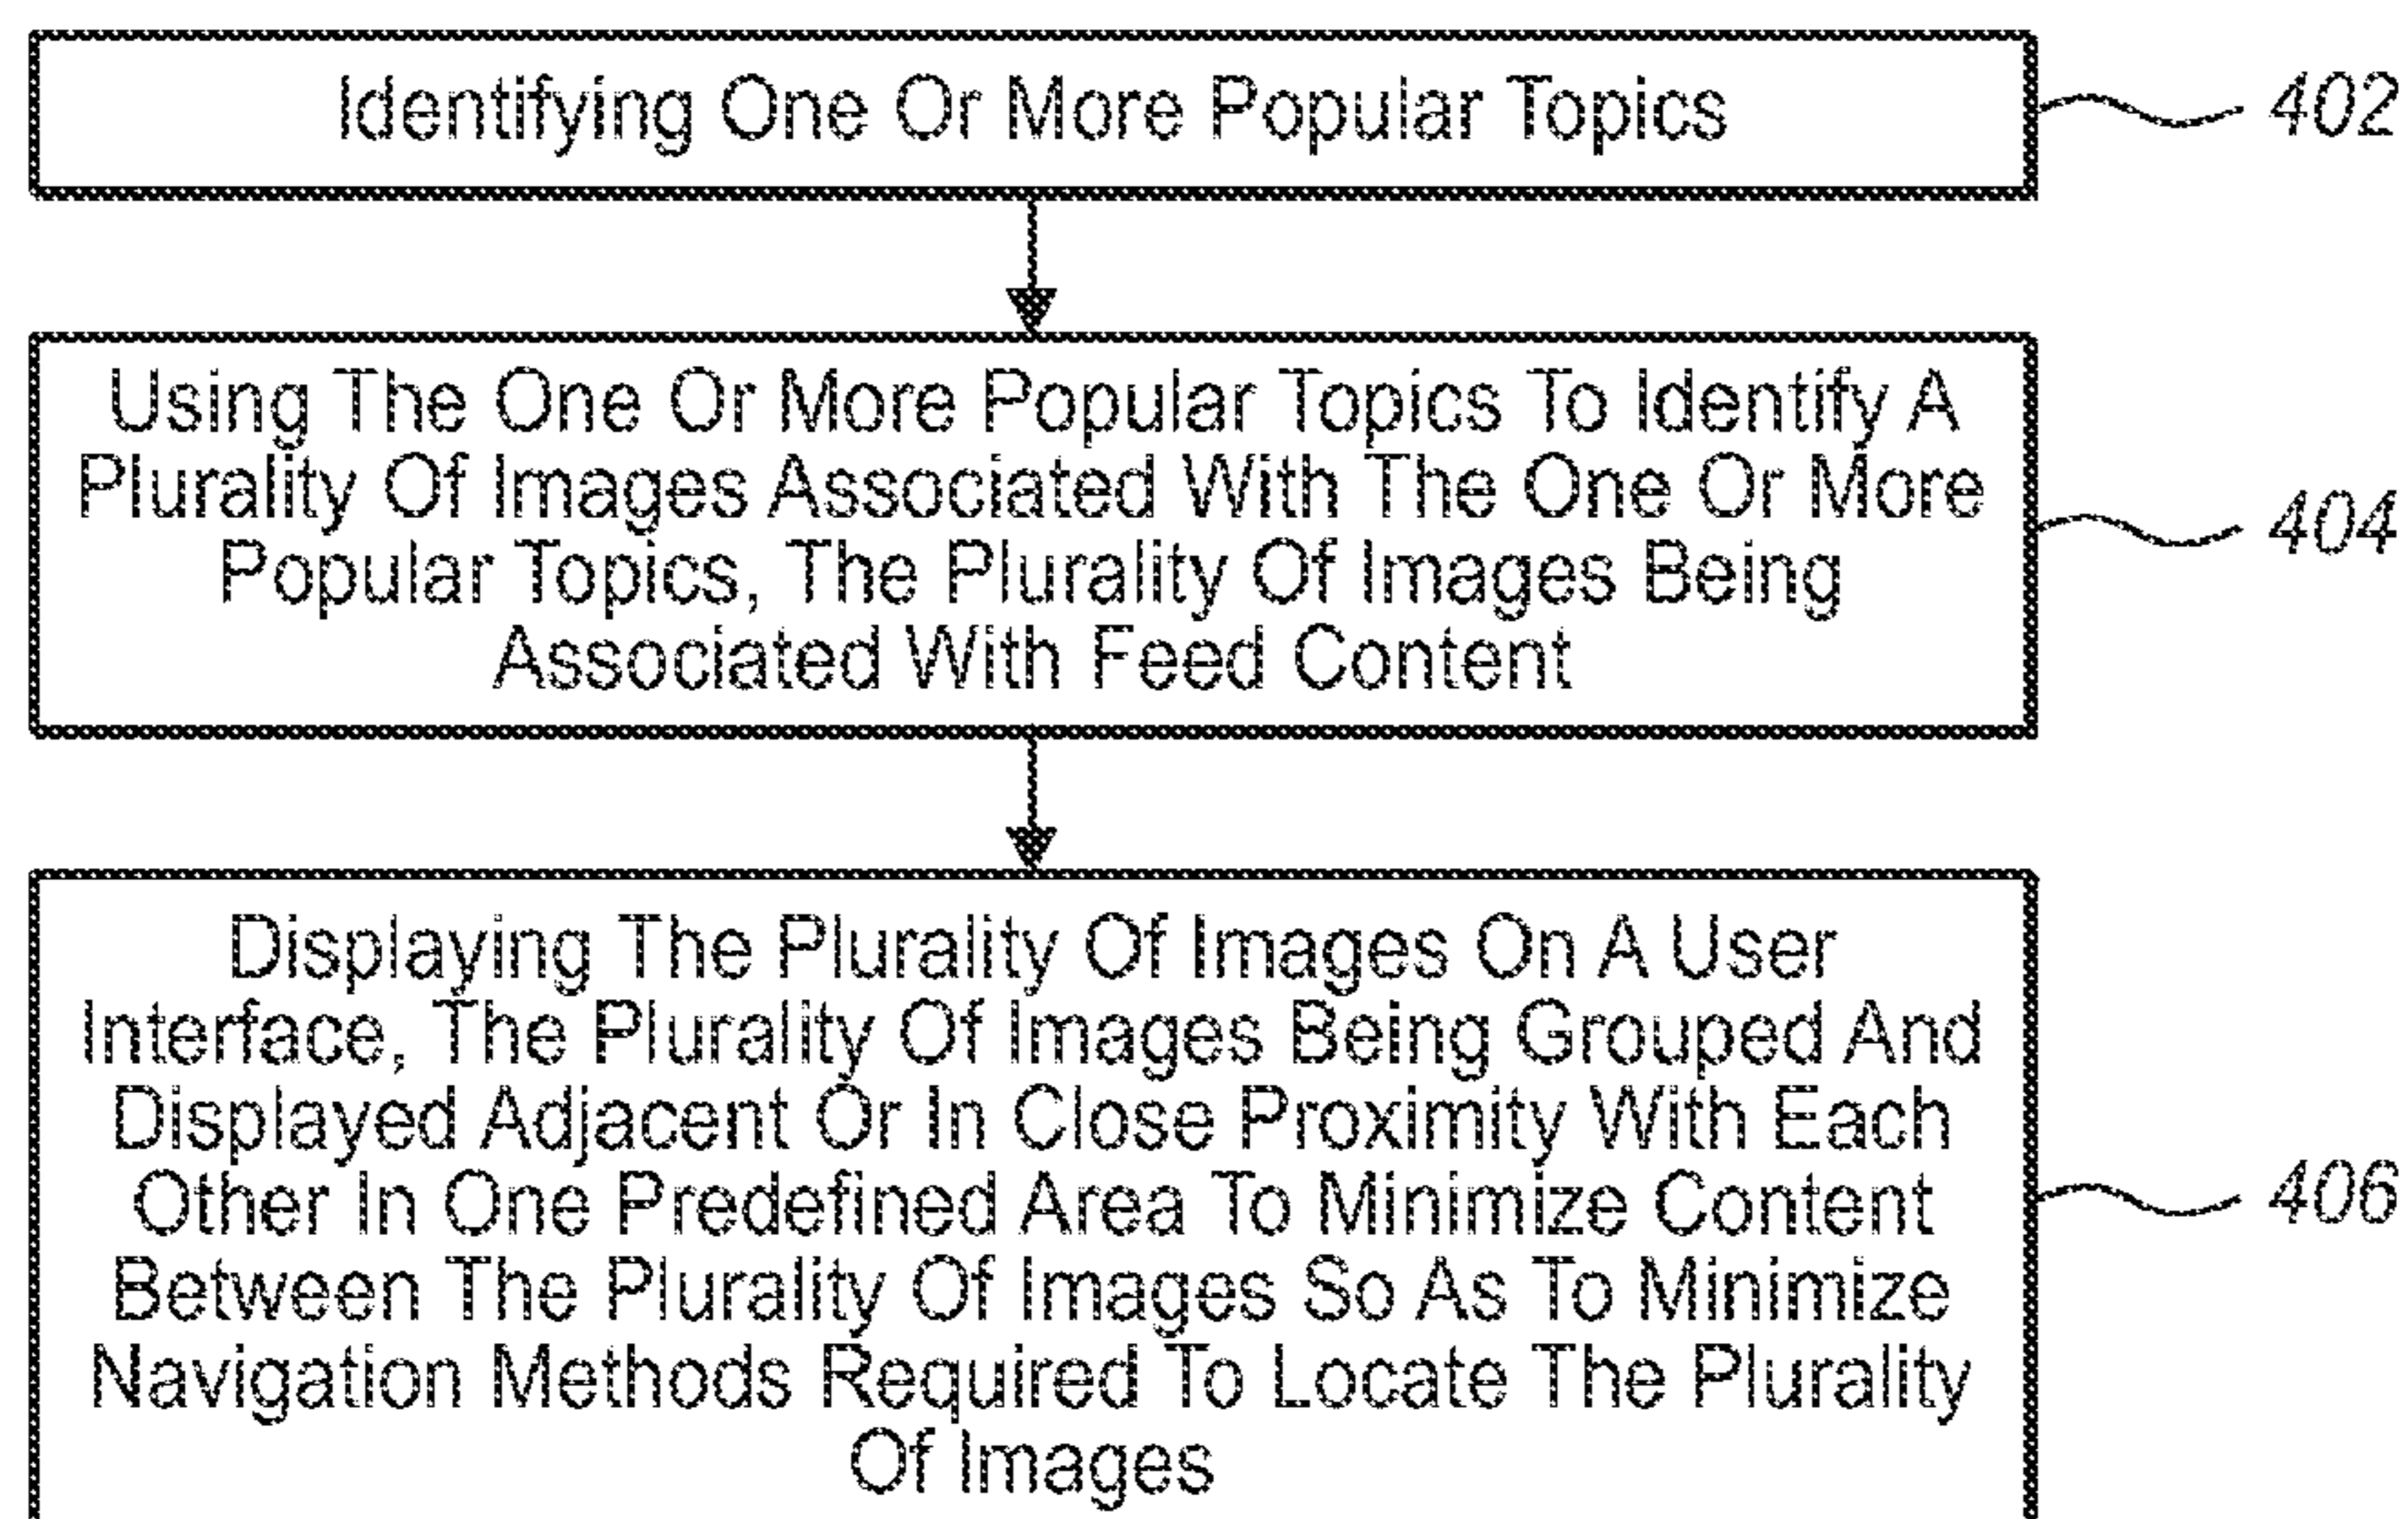 Identifying One Or More Popular Topics
402
Using The One Or More Popular Topics To Identify A
Plurality Of Images Associated With The One Or More
Popular Topics, The Plurality Of Images Being
Associated With Feed Content
404
Displaying The Plurality Of Images On A User
Interface, The Plurality Of Images Being Grouped And
Displayed Adjacent Or In Close Proximity With Each
Other In One Predefined Area To Minimize Content
Between The Plurality Of Images So As To Minimize
Navigation Methods Required To Locate The Plurality
Of Images
406